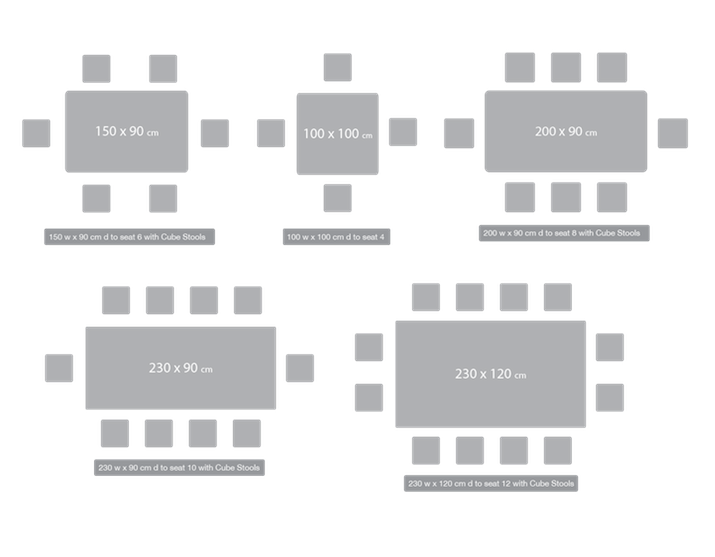 150 x 90 cm
100 x 100 cm
200 x 90 cm
150 w x 90 cm d to seat 6 with Cube Stools
100 w x 100 cm d to seat 4
200 w x 90 cm d to seat 8 with Cube Stools
230 x 90 cm
230 x 120 cm
230 w x 90 cm d to seat 10 with Cube Stools
230 w x 120 cm d to seat 12 with Cube Stools